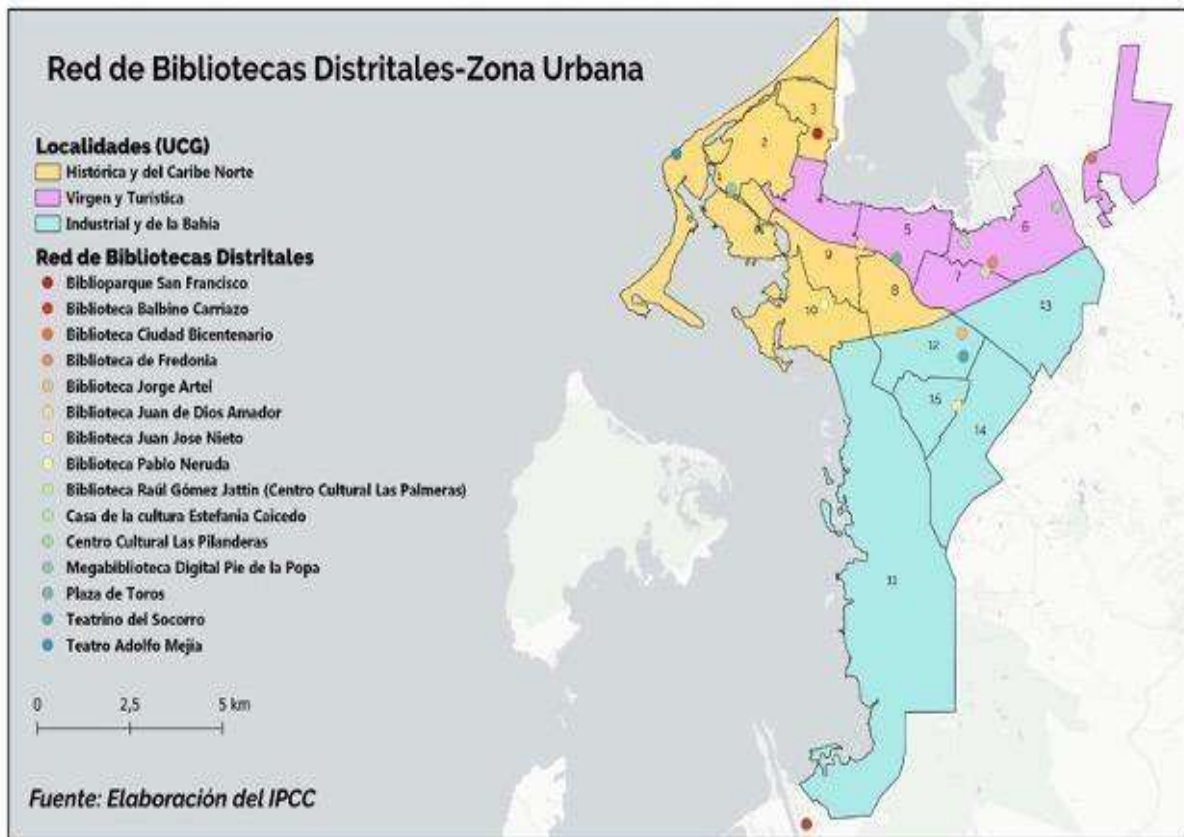 Red de Bibliotecas Distritales-Zona Urbana
Localidades (UCG)
Histórica y del Caribe Norte
Virgen y Turística
Industrial y de la Bahía
Red de Bibliotecas Distritales
Biblioparque San Francisco
Biblioteca Balbino Carriazo
Biblioteca Ciudad Bicentenario
Biblioteca de Fredonia
Biblioteca Jorge Artel
Biblioteca Juan de Dios Amador
Biblioteca Juan Jose Nieto
Biblioteca Pablo Neruda
Biblioteca Raúl Gómez Jattin (Centro Cultural Las Palmeras)
Casa de la cultura Estefania Caicedo
Centro Cultural Las Pilanderas
Megabiblioteca Digital Pie de la Popa
Plaza de Toros
Teatrino del Socorro
Teatro Adolfo Mejía
0 2,5 5 km
Fuente: Elaboración del IPCC
3
2
1
5
6
9
7
8
10
13
12
15
14
11